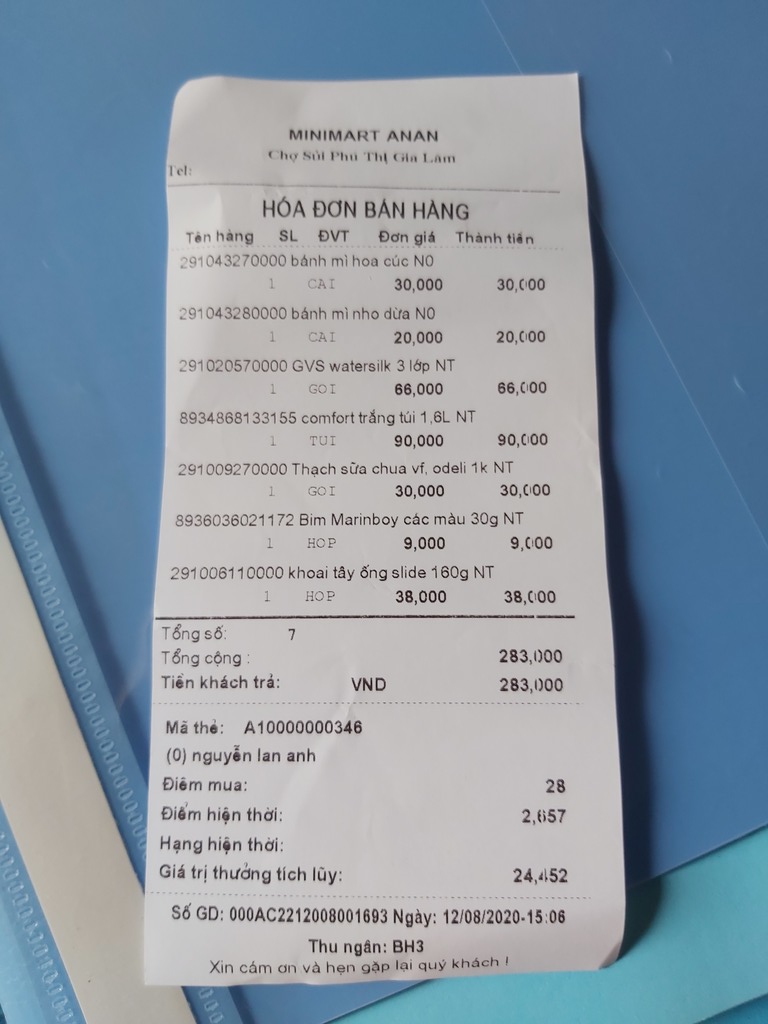 MINIMART ANAN
Chợ Sủi Phú Thị Gia Lâm
Tel:
HÓA ĐƠN BÁN HÀNG
Tên hàng SL ĐVT Đơn giá Thành tiền
291043270000 bánh mì hoa cúc N0
1 CAI 30,000 30,000
291043280000 bánh mì nho dừa N0
1 CAI 20,000 20,000
291020570000 GVS watersilk 3 lớp NT
1 GOI 66,000 66,000
8934868133155 comfort trắng túi 1,6L NT
1 TUI 90,000 90,000
291009270000 Thạch sữa chua vf, odeli 1k NT
1 GOI 30,000 30,000
8936036021172 Bim Marinboy các màu 30g NT
1 HOP 9,000 9,000
291006110000 khoai tây ống slide 160g NT
1 HOP 38,000 38,000
Tổng số: 7
Tổng cộng : 283,000
Tiền khách trả: VND 283,000
Mã thẻ: A10000000346
(0) nguyễn lan anh
Điểm mua: 28
Điểm hiện thời: 2,657
Hạng hiện thời:
Giá trị thưởng tích lũy: 24,452
Số GD: 000AC2212008001693 Ngày: 12/08/2020-15:06
Thu ngân: BH3
Xin cám ơn và hẹn gặp lại quý khách !